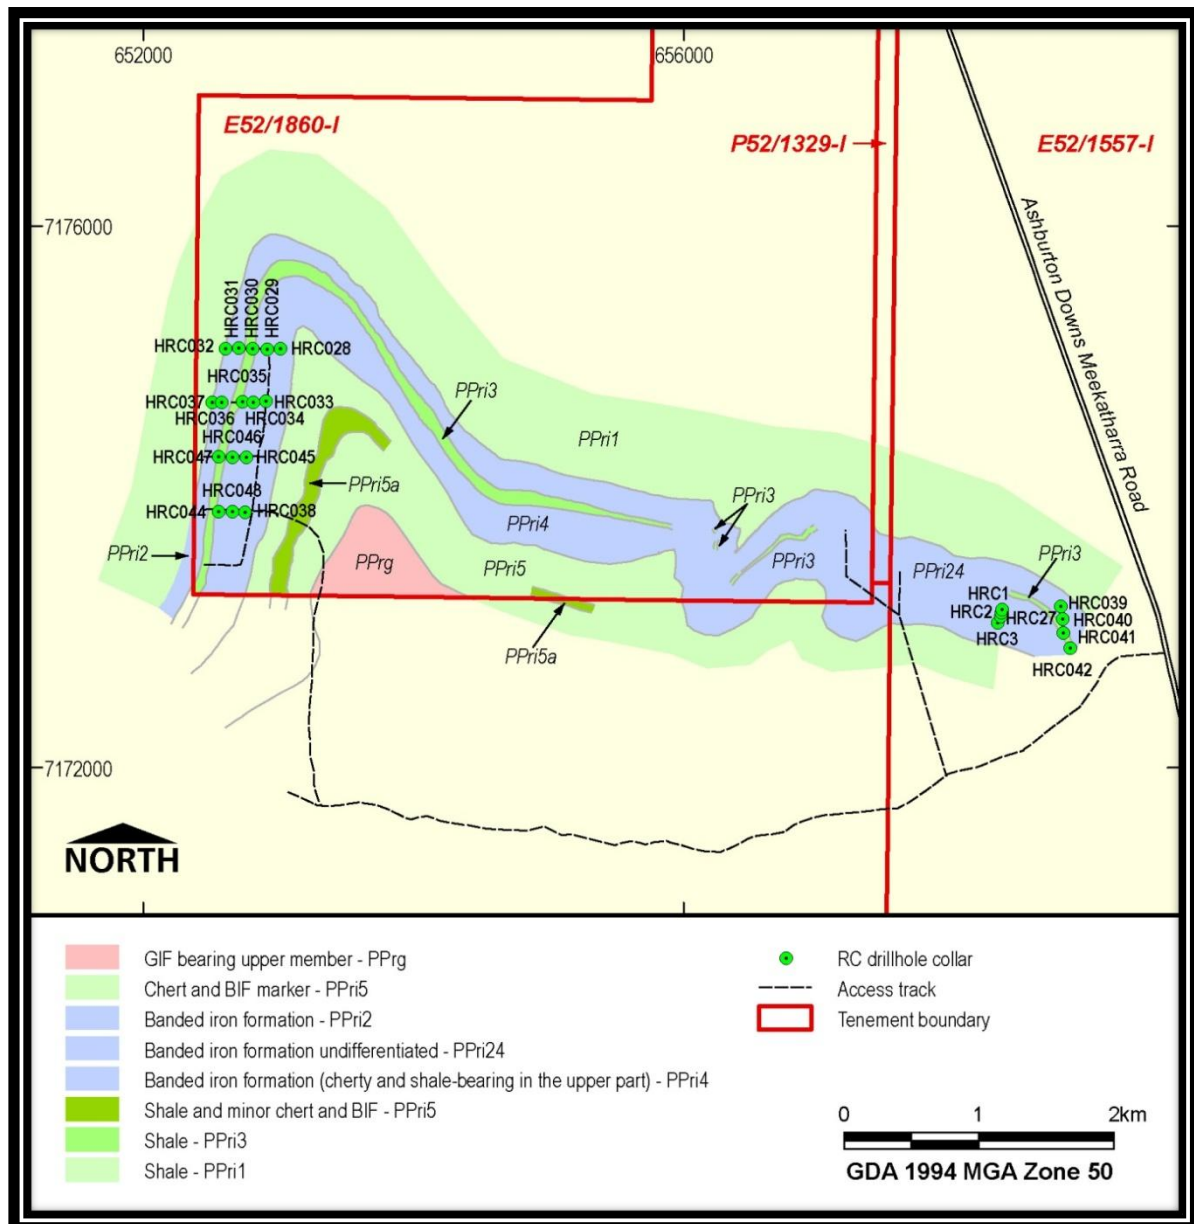 652000
656000
E52/1860-I
P52/1329-I
E52/1557-I
7176000
Ashburton Downs Meekatharra Road
HRC031
HRC030
HRC029
HRC032
HRC028
HRC035
HRC037
HRC033
HRC036
HRC034
HRC046
HRC047
HRC045
HRC048
HRC044
HRC038
PPri3
PPri1
PPri5a
PPri3
PPri4
PPri2
PPrg
PPri5
PPri3
PPri24
PPri3
PPri5a
HRC1
HRC2
HRC27
HRC3
HRC039
HRC040
HRC041
HRC042
7172000
NORTH
GIF bearing upper member - PPrg
Chert and BIF marker - PPri5
Banded iron formation - PPri2
Banded iron formation undifferentiated - PPri24
Banded iron formation (cherty and shale-bearing in the upper part) - PPri4
Shale and minor chert and BIF - PPri5
Shale - PPri3
Shale - PPri1
RC drillhole collar
Access track
Tenement boundary
0 1 2km
GDA 1994 MGA Zone 50